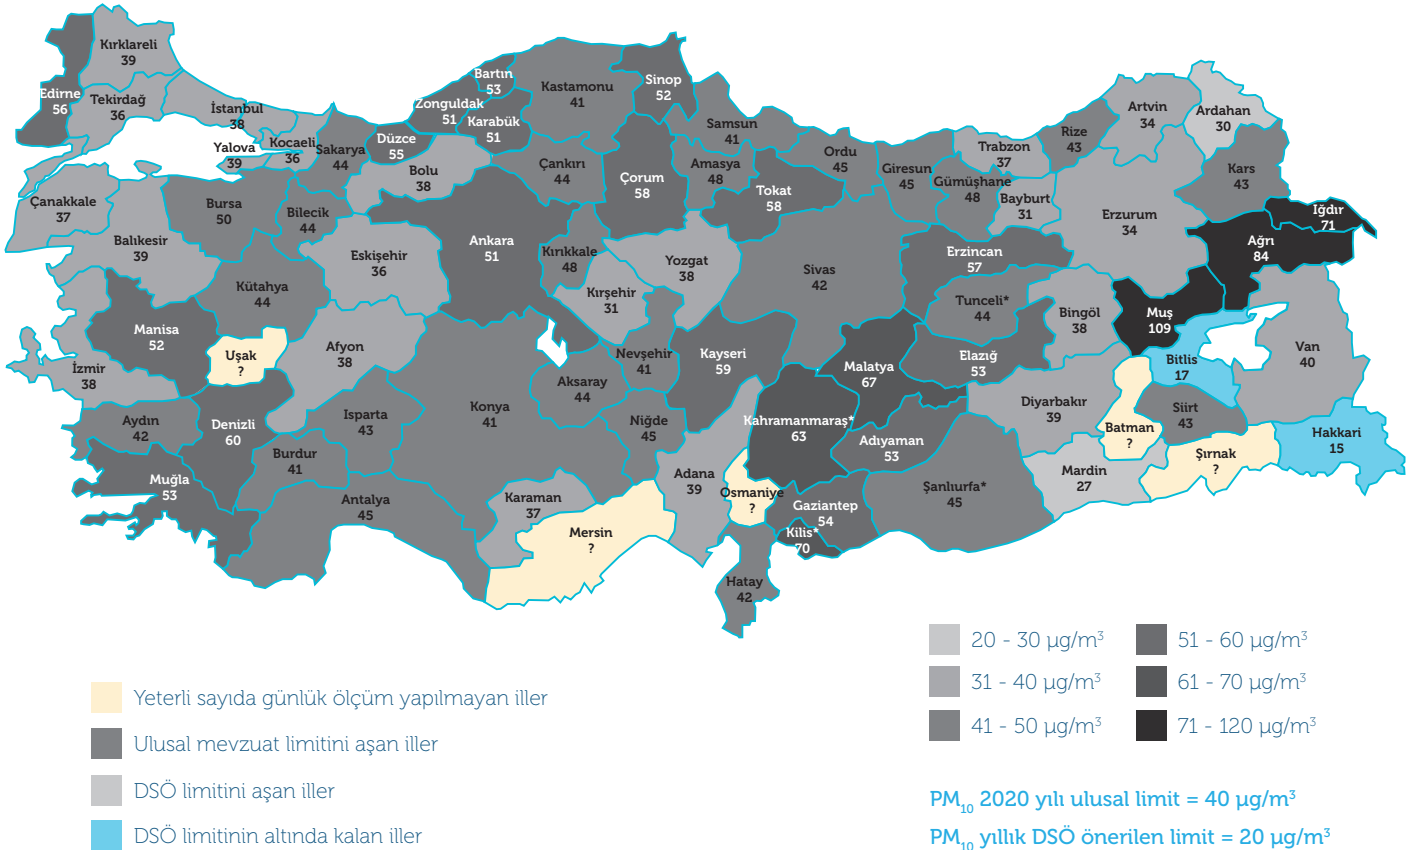 Kırklareli
39
Edirne
56
Tekirdağ
36
İstanbul
38
Yalova
39
Kocaeli
36
Sakarya
44
Düzce
55
Zonguldak
51
Bartın
53
Karabük
51
Bolu
38
Kastamonu
41
Çankırı
44
Sinop
52
Samsun
41
Çorum
58
Amasya
48
Tokat
58
Ordu
45
Giresun
45
Gümüşhane
48
Trabzon
37
Bayburt
31
Rize
43
Artvin
34
Ardahan
30
Kars
43
Iğdır
71
Ağrı
84
Erzurum
34
Çanakkale
37
Balıkesir
39
Bursa
50
Bilecik
44
Kütahya
44
Eskişehir
36
Ankara
51
Kırıkkale
48
Kırşehir
31
Yozgat
38
Sivas
42
Erzincan
57
Tunceli*
44
Bingöl
38
Muş
109
Bitlis
17
Van
40
Manisa
52
Uşak
?
Afyon
38
İzmir
38
Aydın
42
Denizli
60
Isparta
43
Burdur
41
Muğla
53
Antalya
45
Konya
41
Aksaray
44
Nevşehir
41
Niğde
45
Kayseri
59
Malatya
67
Elazığ
53
Diyarbakır
39
Batman
?
Siirt
43
Şırnak
?
Hakkari
15
Mardin
27
Kahramanmaraş*
63
Adıyaman
53
Şanlıurfa*
45
Gaziantep
54
Kilis*
70
Osmaniye
?
Adana
39
Karaman
37
Mersin
?
Hatay
42
Yeterli sayıda günlük ölçüm yapılmayan iller
Ulusal mevzuat limitini aşan iller
DSÖ limitini aşan iller
DSÖ limitinin altında kalan iller
20 - 30 µg/m³
31 - 40 µg/m³
41 - 50 µg/m³
51 - 60 µg/m³
61 - 70 µg/m³
71 - 120 µg/m³
PM₁₀ 2020 yılı ulusal limit = 40 µg/m³
PM₁₀ yıllık DSÖ önerilen limit = 20 µg/m³